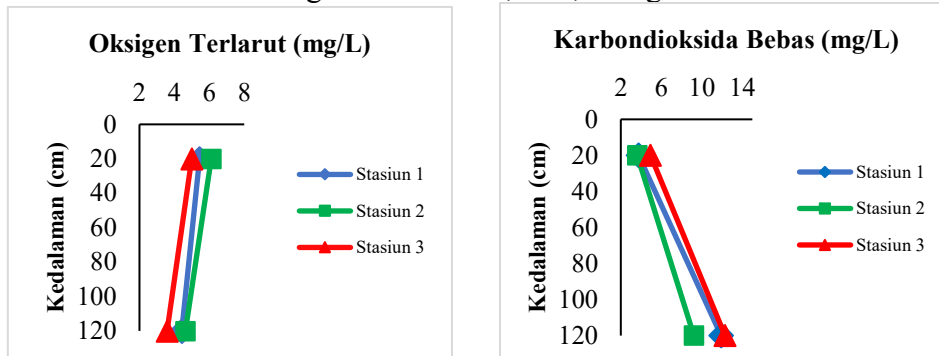 Oksigen Terlarut (mg/L)
2 4 6 8
0
20
40
60
80
100
120
Kedalaman (cm)
Stasiun 1
Stasiun 2
Stasiun 3
Karbondioksida Bebas (mg/L)
2 6 10 14
0
20
40
60
80
100
120
Kedalaman (cm)
Stasiun 1
Stasiun 2
Stasiun 3